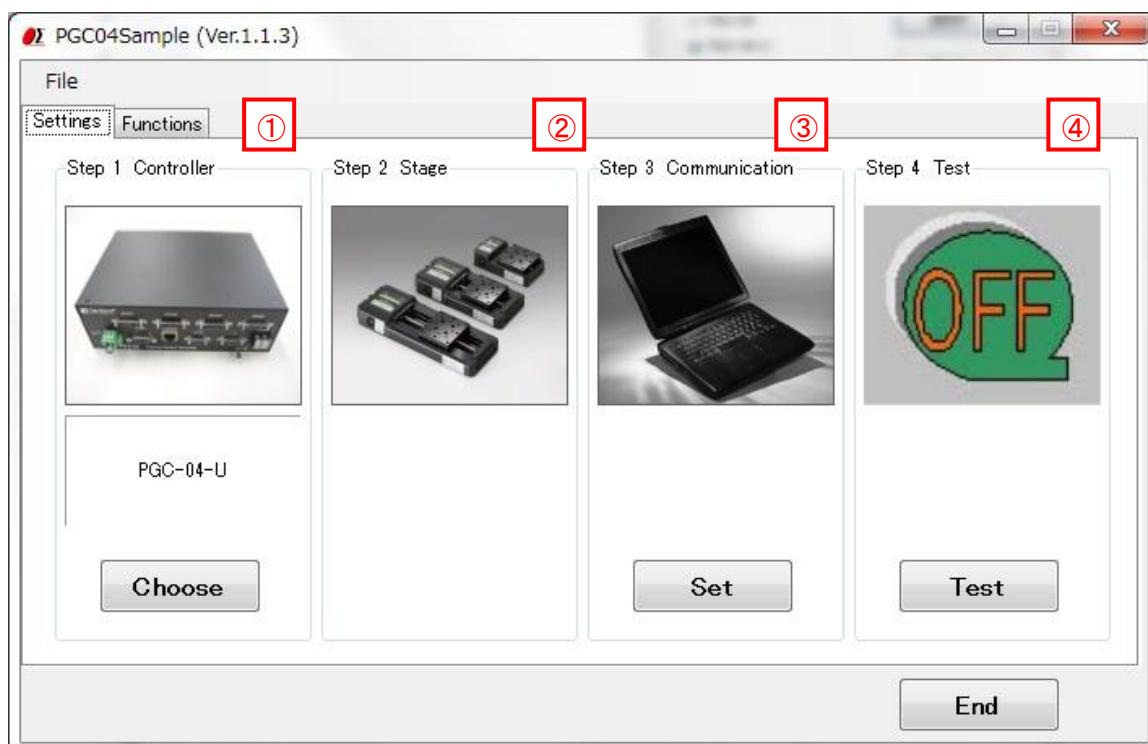 PGC04Sample (Ver.1.1.3)
File
Settings Functions
① ② ③ ④
Step 1 Controller
Step 2 Stage
Step 3 Communication
Step 4 Test
OFF
PGC-04-U
Choose
Set
Test
End